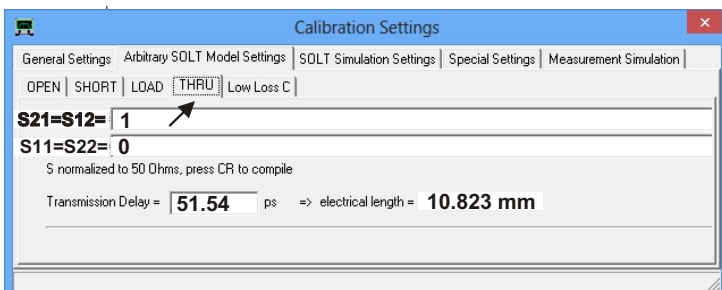 Calibration Settings
General Settings Arbitrary SOLT Model Settings SOLT Simulation Settings Special Settings Measurement Simulation
OPEN SHORT LOAD THRU Low Loss C
S21=S12= 1
S11=S22= 0
S normalized to 50 Ohms, press CR to compile
Transmission Delay = 51.54 ps => electrical length = 10.823 mm